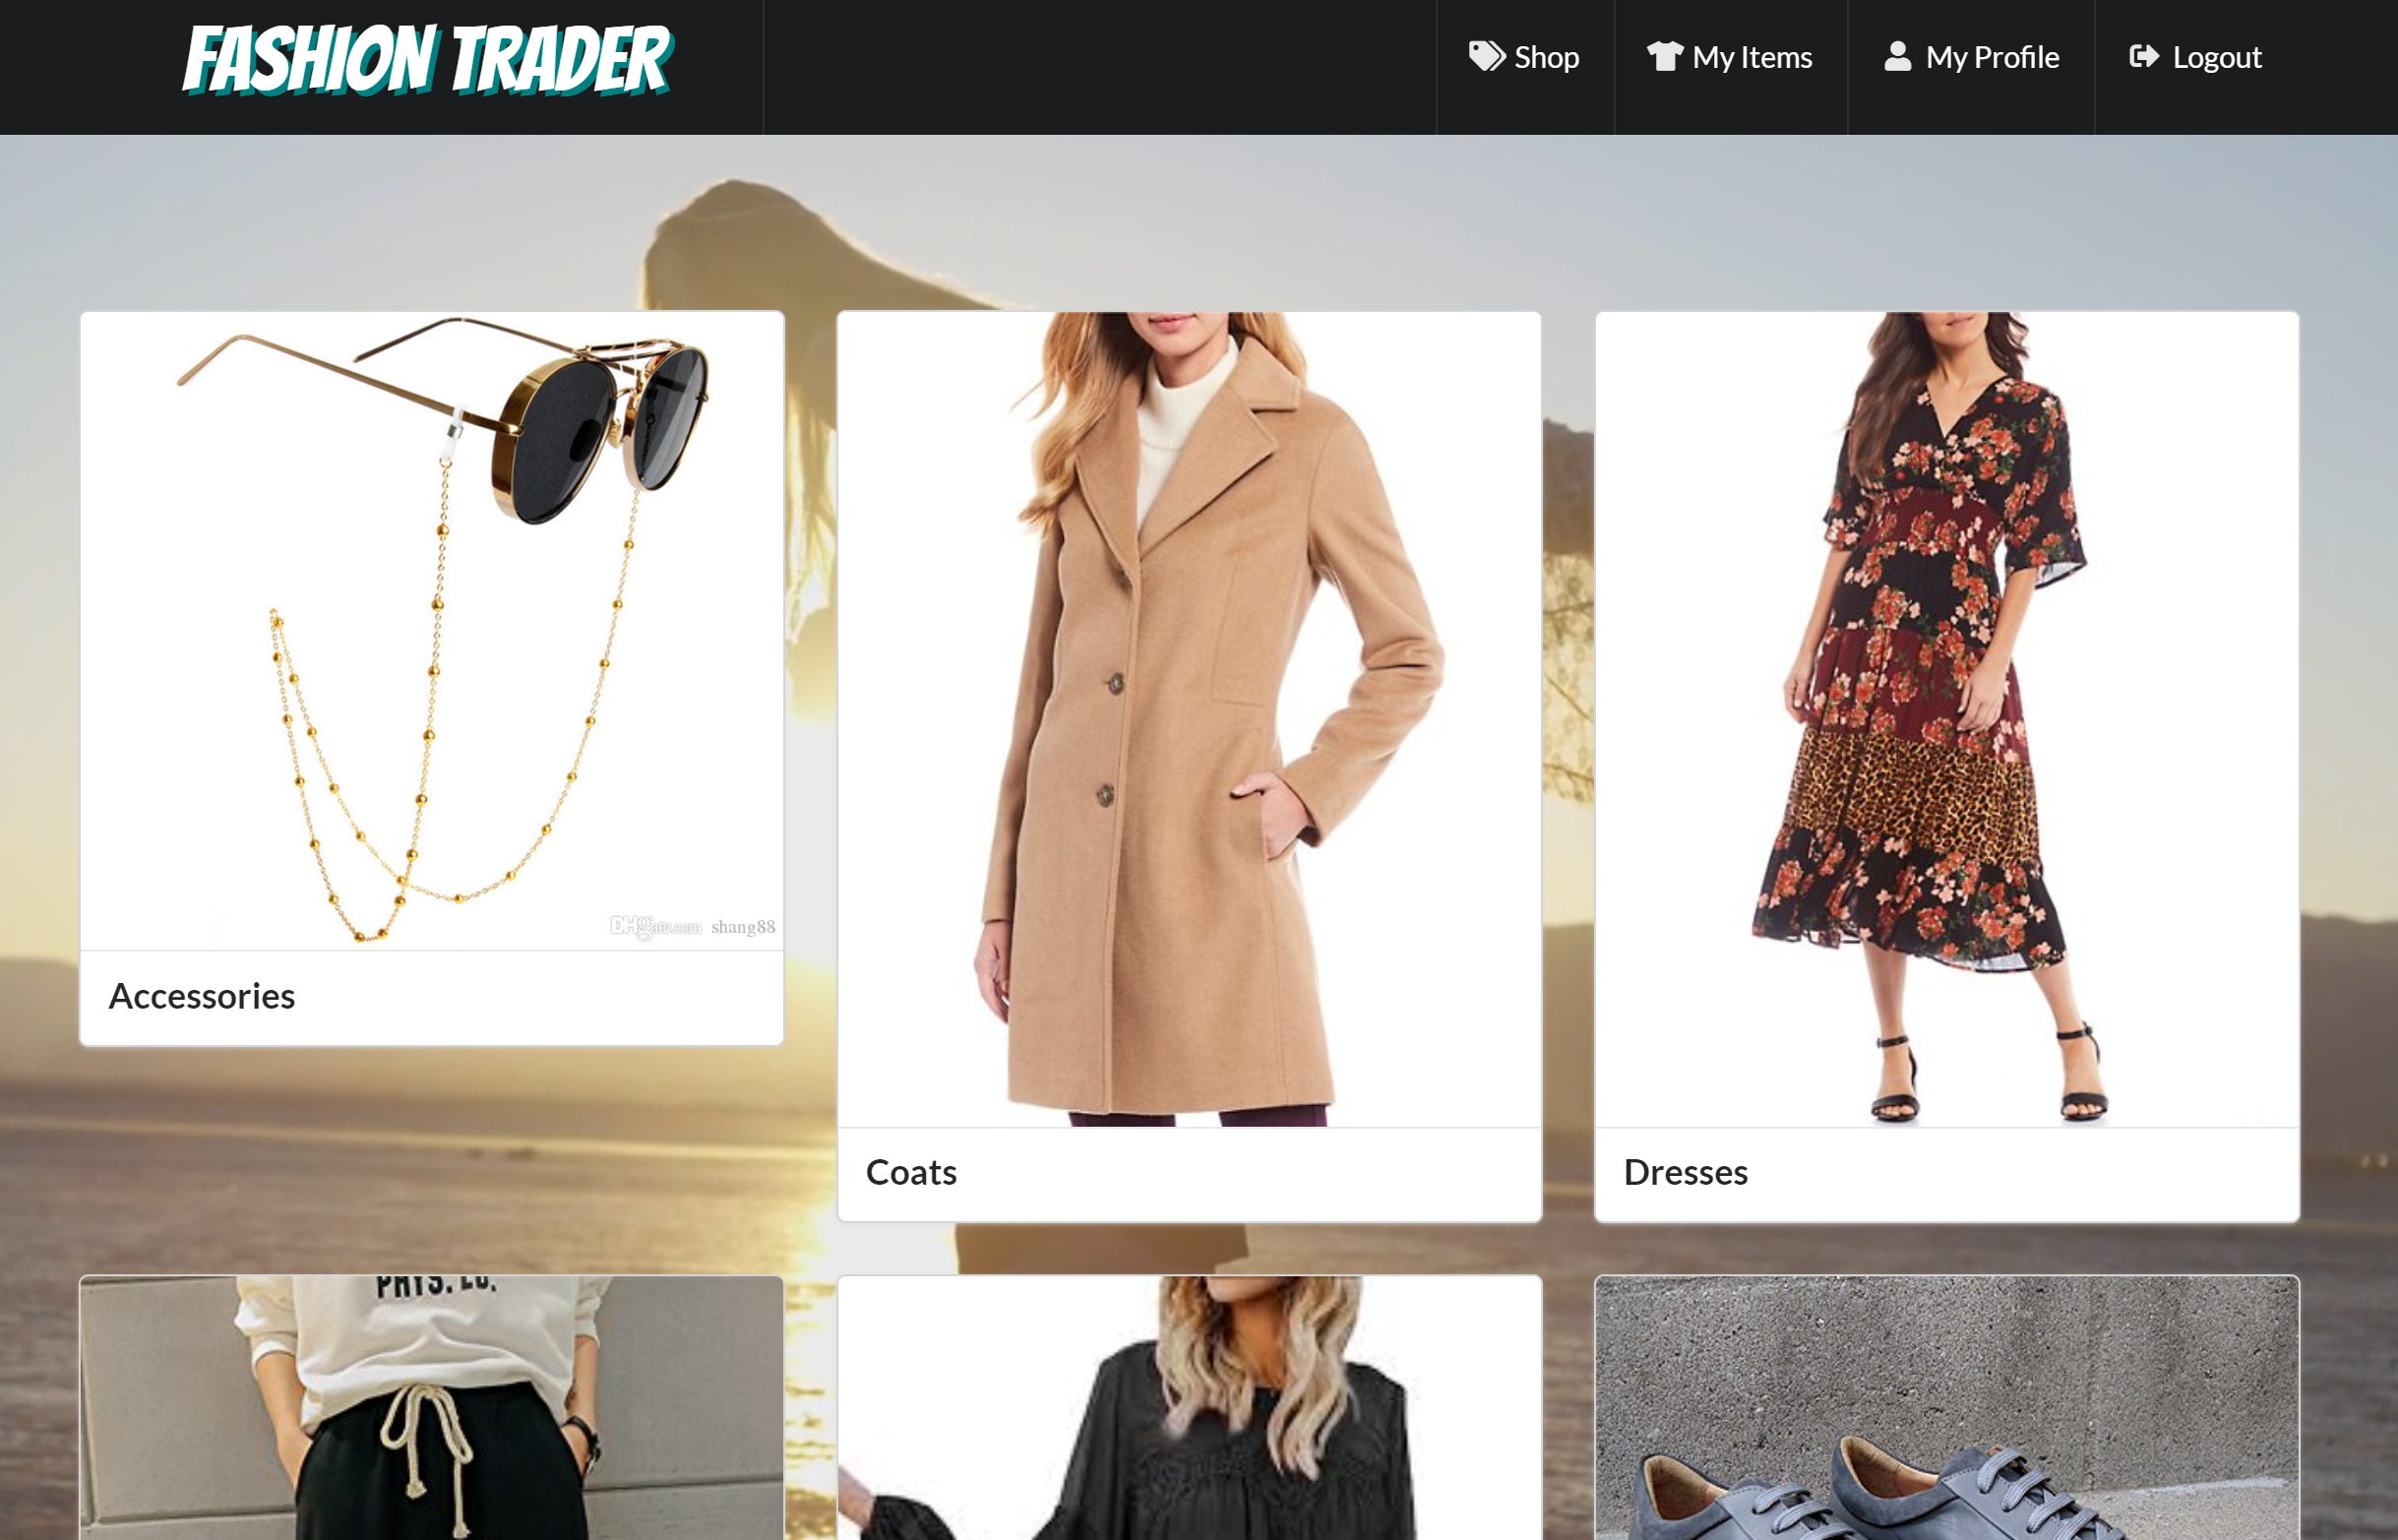 FASHION TRADER
Shop
My Items
My Profile
Logout
DHgate.com shang88
Accessories
Coats
Dresses
PHYS. ED.